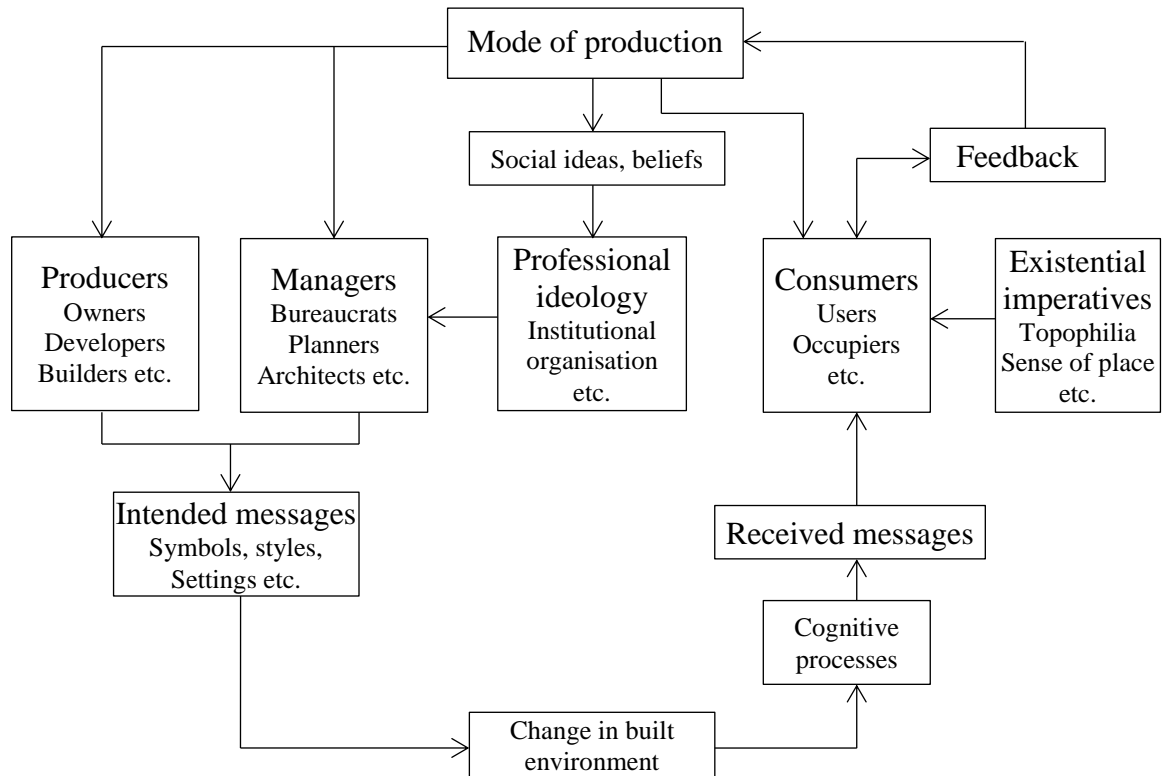 Mode of production
Social ideas, beliefs
Feedback
Producers
Owners
Developers
Builders etc.
Managers
Bureaucrats
Planners
Architects etc.
Professional
ideology
Institutional
organisation
etc.
Consumers
Users
Occupiers
etc.
Existential
imperatives
Topophilia
Sense of place
etc.
Intended messages
Symbols, styles,
Settings etc.
Received messages
Cognitive
processes
Change in built
environment